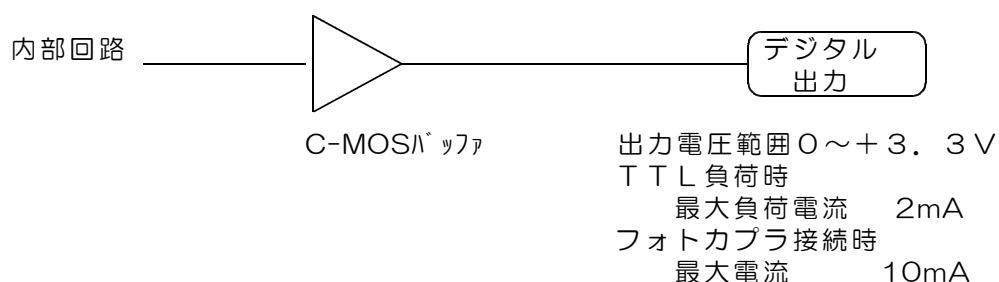 内部回路
デジタル
出力
C-MOSﾊﾞｯﾌｧ
出力電圧範囲０～＋３．３Ｖ
ＴＴＬ負荷時
最大負荷電流 2mA
フォトカプラ接続時
最大電流 10mA